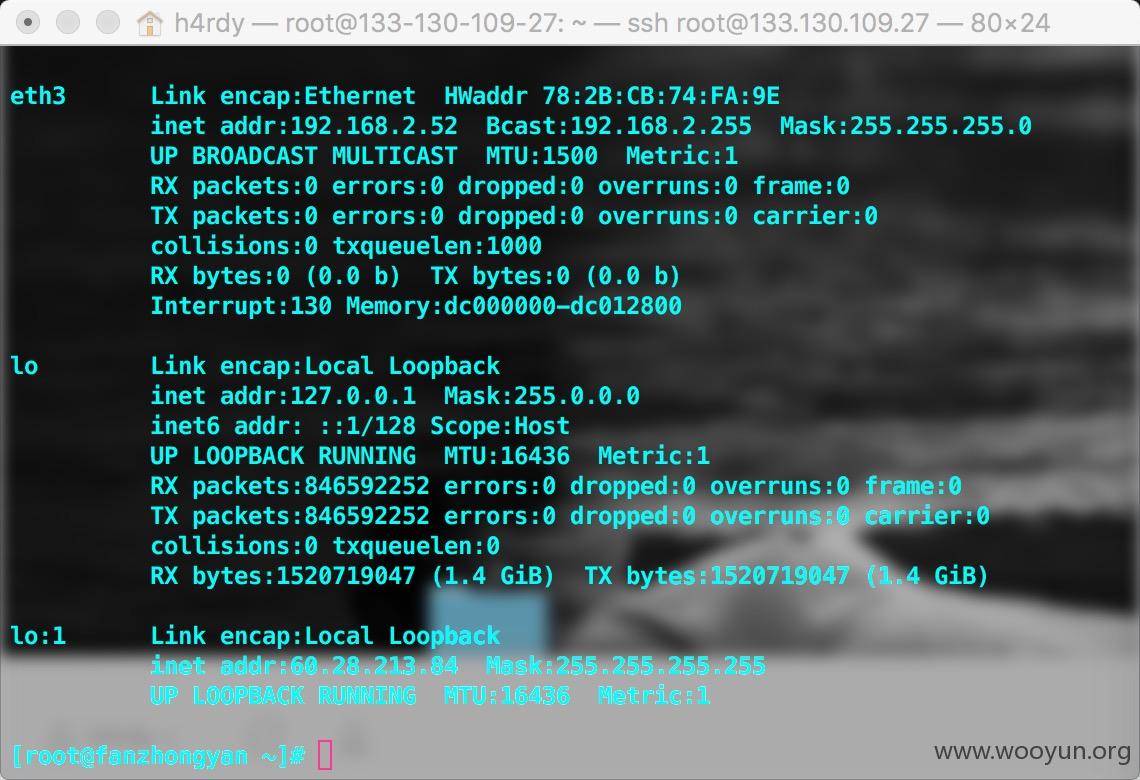 h4rdy — root@133-130-109-27: ~ — ssh root@133.130.109.27 — 80×24
eth3 Link encap:Ethernet HWaddr 78:2B:CB:74:FA:9E
inet addr:192.168.2.52 Bcast:192.168.2.255 Mask:255.255.255.0
UP BROADCAST MULTICAST MTU:1500 Metric:1
RX packets:0 errors:0 dropped:0 overruns:0 frame:0
TX packets:0 errors:0 dropped:0 overruns:0 carrier:0
collisions:0 txqueuelen:1000
RX bytes:0 (0.0 b) TX bytes:0 (0.0 b)
Interrupt:130 Memory:dc000000-dc012800
lo Link encap:Local Loopback
inet addr:127.0.0.1 Mask:255.0.0.0
inet6 addr: ::1/128 Scope:Host
UP LOOPBACK RUNNING MTU:16436 Metric:1
RX packets:846592252 errors:0 dropped:0 overruns:0 frame:0
TX packets:846592252 errors:0 dropped:0 overruns:0 carrier:0
collisions:0 txqueuelen:0
RX bytes:1520719047 (1.4 GiB) TX bytes:1520719047 (1.4 GiB)
lo:1 Link encap:Local Loopback
inet addr:60.28.213.84 Mask:255.255.255.255
UP LOOPBACK RUNNING MTU:16436 Metric:1
[root@fanzhongyan ~]#
www.wooyun.org